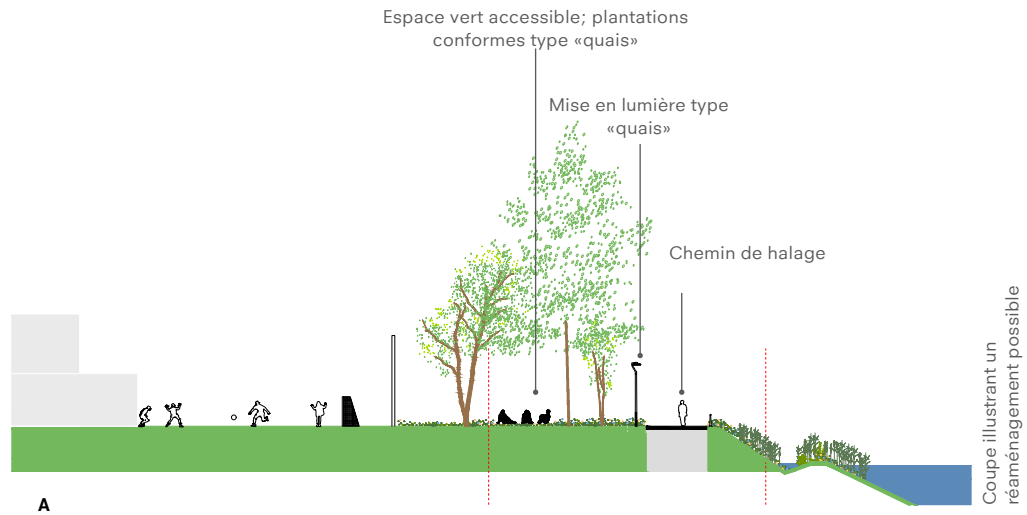 Espace vert accessible; plantations
conformes type «quais»
Mise en lumière type
«quais»
Chemin de halage
Coupe illustrant un
réaménagement possible
A